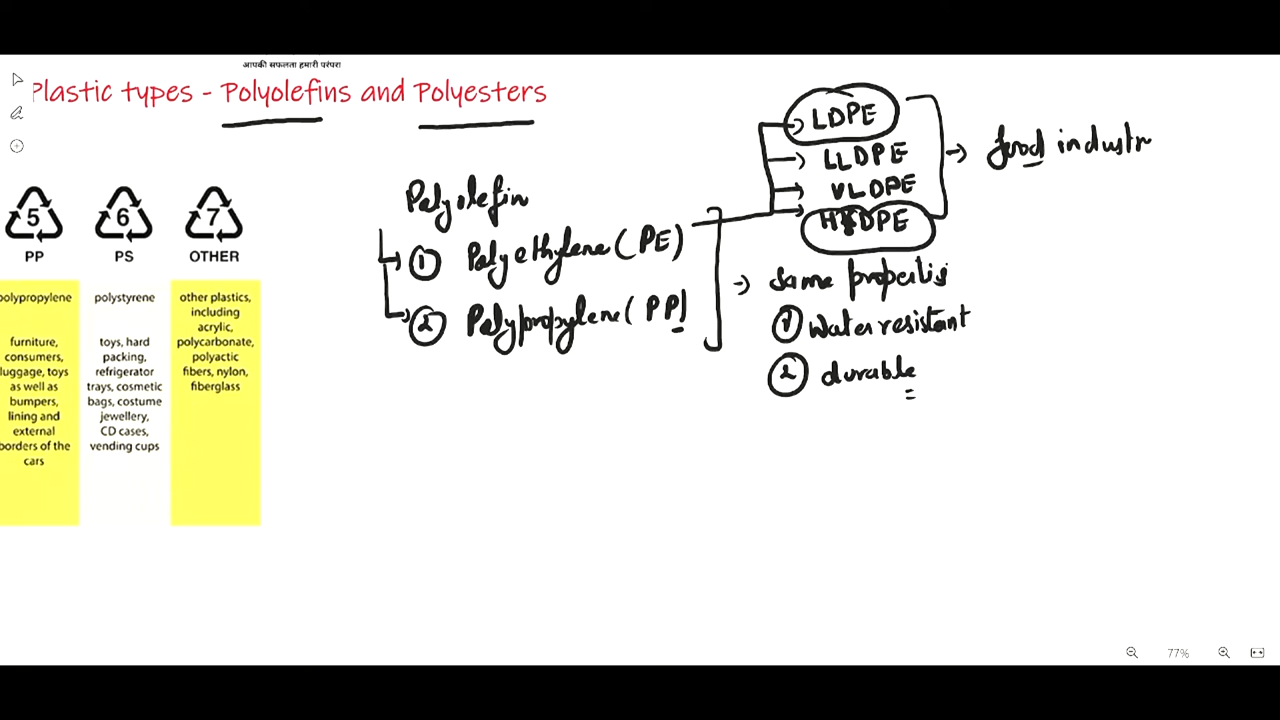 आपकी सफलता हमारी परंपरा
Plastic types - Polyolefins and Polyesters
5
PP
polypropylene
furniture,
consumers,
luggage, toys
as well as
bumpers,
lining and
external
borders of the
cars
6
PS
polystyrene
toys, hard
packing,
refrigerator
trays, cosmetic
bags, costume
jewellery,
CD cases,
vending cups
7
OTHER
other plastics,
including
acrylic,
polycarbonate,
polyactic
fibers, nylon,
fiberglass
Polyolefin
1 Polyethylene (PE)
2 Polypropylene (PP)
LDPE
LLDPE
VLDPE
HDPE
food industr
Same properties
1 Water resistant
2 durable
77%